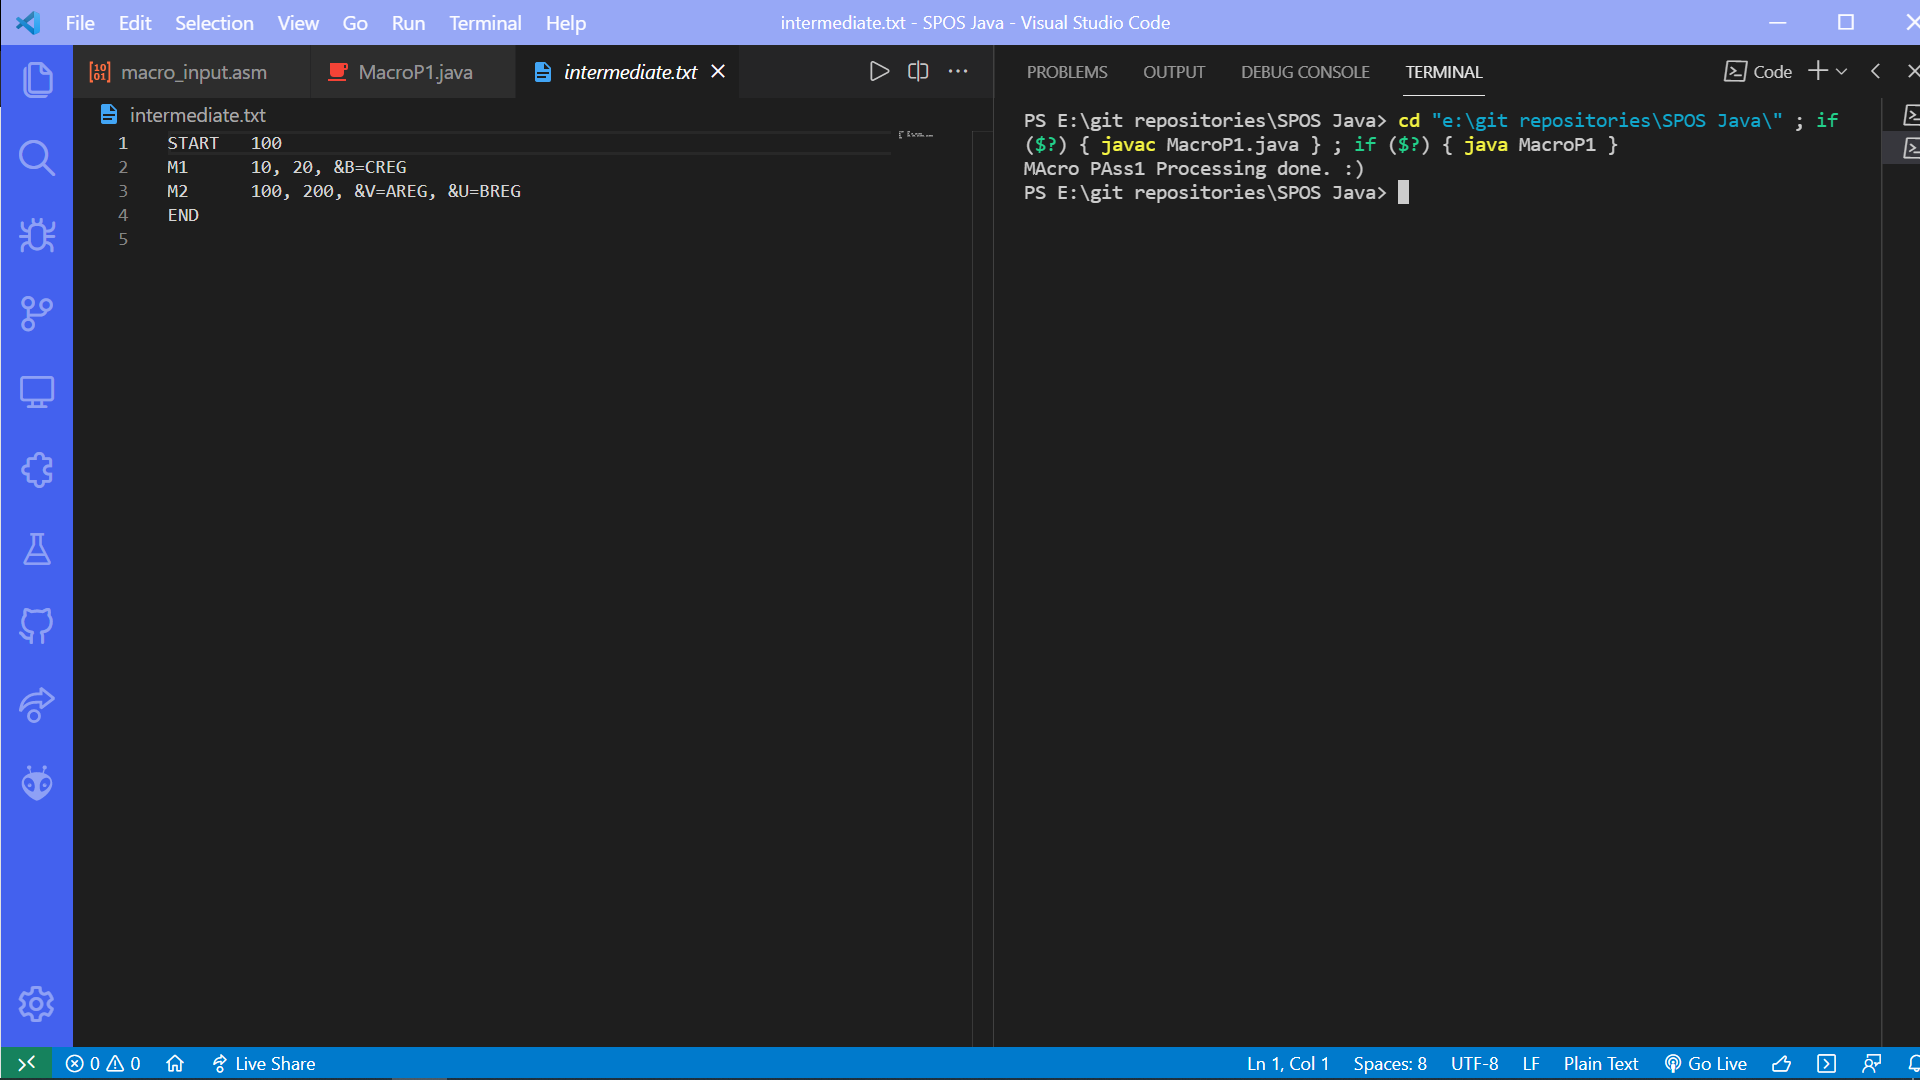 File Edit Selection View Go Run Terminal Help
intermediate.txt - SPOS Java - Visual Studio Code
macro_input.asm
MacroP1.java
intermediate.txt
intermediate.txt
1 START 100
2 M1 10, 20, &B=CREG
3 M2 100, 200, &V=AREG, &U=BREG
4 END
5
PROBLEMS OUTPUT DEBUG CONSOLE TERMINAL
Code
PS E:\git repositories\SPOS Java> cd "e:\git repositories\SPOS Java\" ; if
($?) { javac MacroP1.java } ; if ($?) { java MacroP1 }
MAcro PAss1 Processing done. :)
PS E:\git repositories\SPOS Java>
0 0 Live Share
Ln 1, Col 1 Spaces: 8 UTF-8 LF Plain Text Go Live